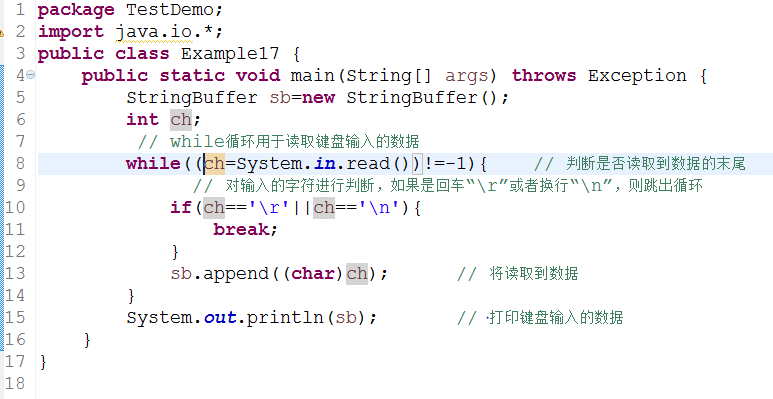 1 package TestDemo;
2 import java.io.*;
3 public class Example17 {
4 public static void main(String[] args) throws Exception {
5 StringBuffer sb=new StringBuffer();
6 int ch;
7 // while循环用于读取键盘输入的数据
8 while((ch=System.in.read())!=-1){ // 判断是否读取到数据的末尾
9 // 对输入的字符进行判断，如果是回车“\r”或者换行“\n”，则跳出循环
10 if(ch=='\r'||ch=='\n'){
11 break;
12 }
13 sb.append((char)ch); // 将读取到数据
14 }
15 System.out.println(sb); // ·打印键盘输入的数据
16 }
17 }
18